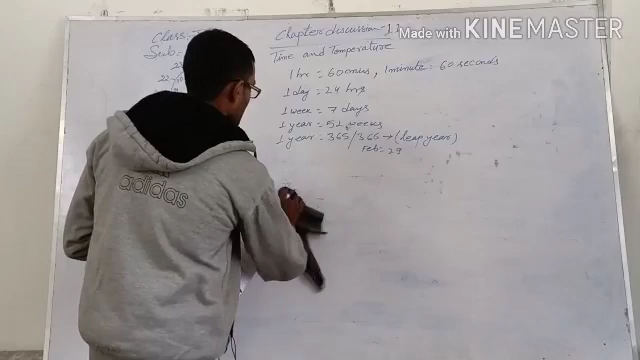 Made with KINEMASTER
Class:
Sub:
Chapter discussion - 1
Time and Temperature
1 hr = 60 mins, 1 minute = 60 seconds
1 day = 24 hrs
1 week = 7 days
1 year = 52 weeks
1 year = 365/366 → (leap year)
Feb = 29
adidas